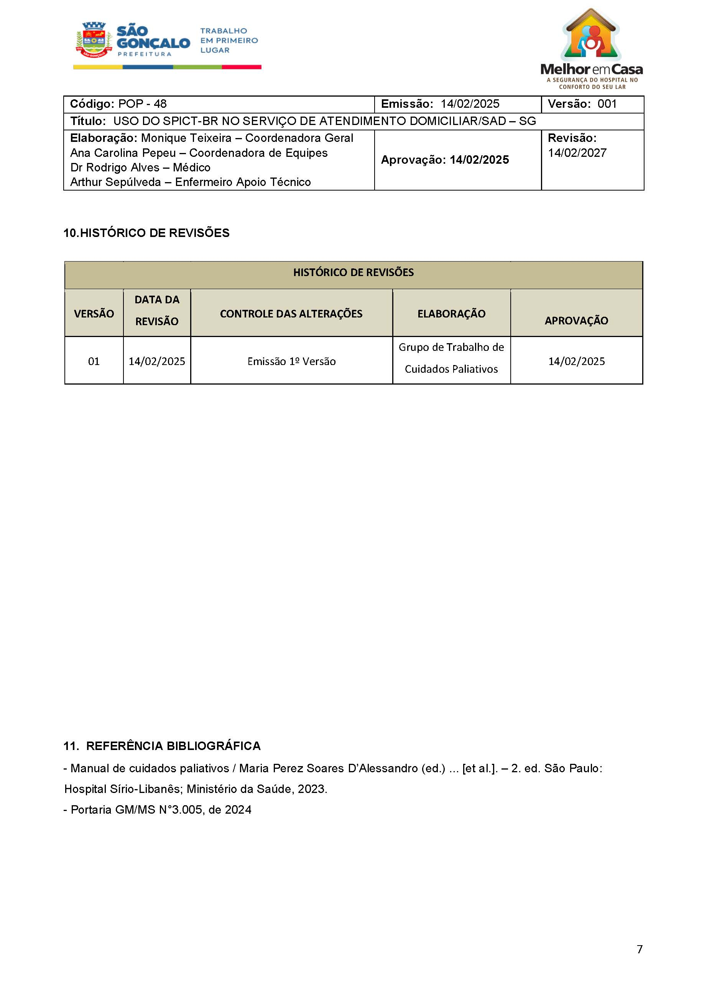 SÃO GONÇALO
PREFEITURA
TRABALHO
EM PRIMEIRO
LUGAR
SÃO GONÇALO
Melhor em Casa
A SEGURANÇA DO HOSPITAL NO
CONFORTO DO SEU LAR
Código: POP - 48 Emissão: 14/02/2025 Versão: 001
Título: USO DO SPICT-BR NO SERVIÇO DE ATENDIMENTO DOMICILIAR/SAD – SG
Elaboração: Monique Teixeira – Coordenadora Geral
Ana Carolina Pepeu – Coordenadora de Equipes
Dr Rodrigo Alves – Médico
Arthur Sepúlveda – Enfermeiro Apoio Técnico
Aprovação: 14/02/2025
Revisão:
14/02/2027
10.HISTÓRICO DE REVISÕES
HISTÓRICO DE REVISÕES
VERSÃO
DATA DA
REVISÃO
CONTROLE DAS ALTERAÇÕES
ELABORAÇÃO
APROVAÇÃO
01
14/02/2025
Emissão 1º Versão
Grupo de Trabalho de
Cuidados Paliativos
14/02/2025
11. REFERÊNCIA BIBLIOGRÁFICA
- Manual de cuidados paliativos / Maria Perez Soares D’Alessandro (ed.) ... [et al.]. – 2. ed. São Paulo:
Hospital Sírio-Libanês; Ministério da Saúde, 2023.
- Portaria GM/MS N°3.005, de 2024
7